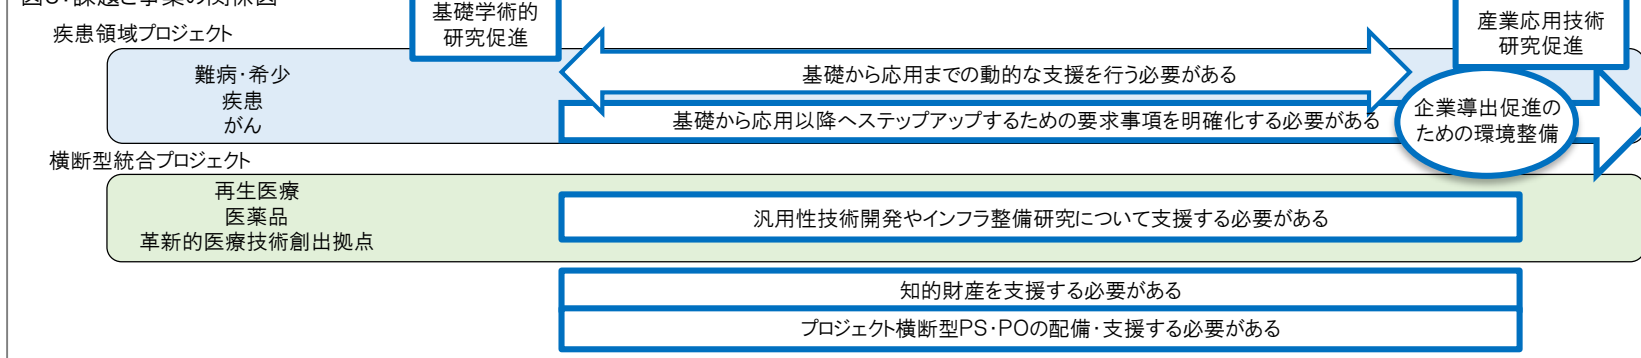 基礎学術的
研究促進
産業応用技術
研究促進
疾患領域プロジェクト
難病・希少
疾患
がん
基礎から応用までの動的な支援を行う必要がある
基礎から応用以降へステップアップするための要求事項を明確化する必要がある
企業導出促進の
ための環境整備
横断型統合プロジェクト
再生医療
医薬品
革新的医療技術創出拠点
汎用性技術開発やインフラ整備研究について支援する必要がある
知的財産を支援する必要がある
プロジェクト横断型PS・POの配備・支援する必要がある